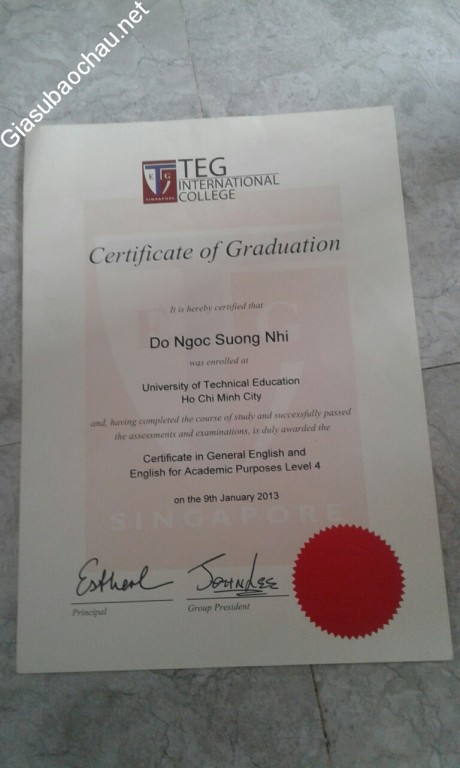 Giasubaochau.net
TEG
INTERNATIONAL
COLLEGE
E G
SINGAPORE
Certificate of Graduation
It is hereby certified that
Do Ngoc Suong Nhi
was enrolled at
University of Technical Education
Ho Chi Minh City
and, having completed the course of study and successfully passed
the assessments and examinations, is duly awarded the
Certificate in General English and
English for Academic Purposes Level 4
on the 9th January 2013
SINGAPORE
John Lee
Principal
Group President